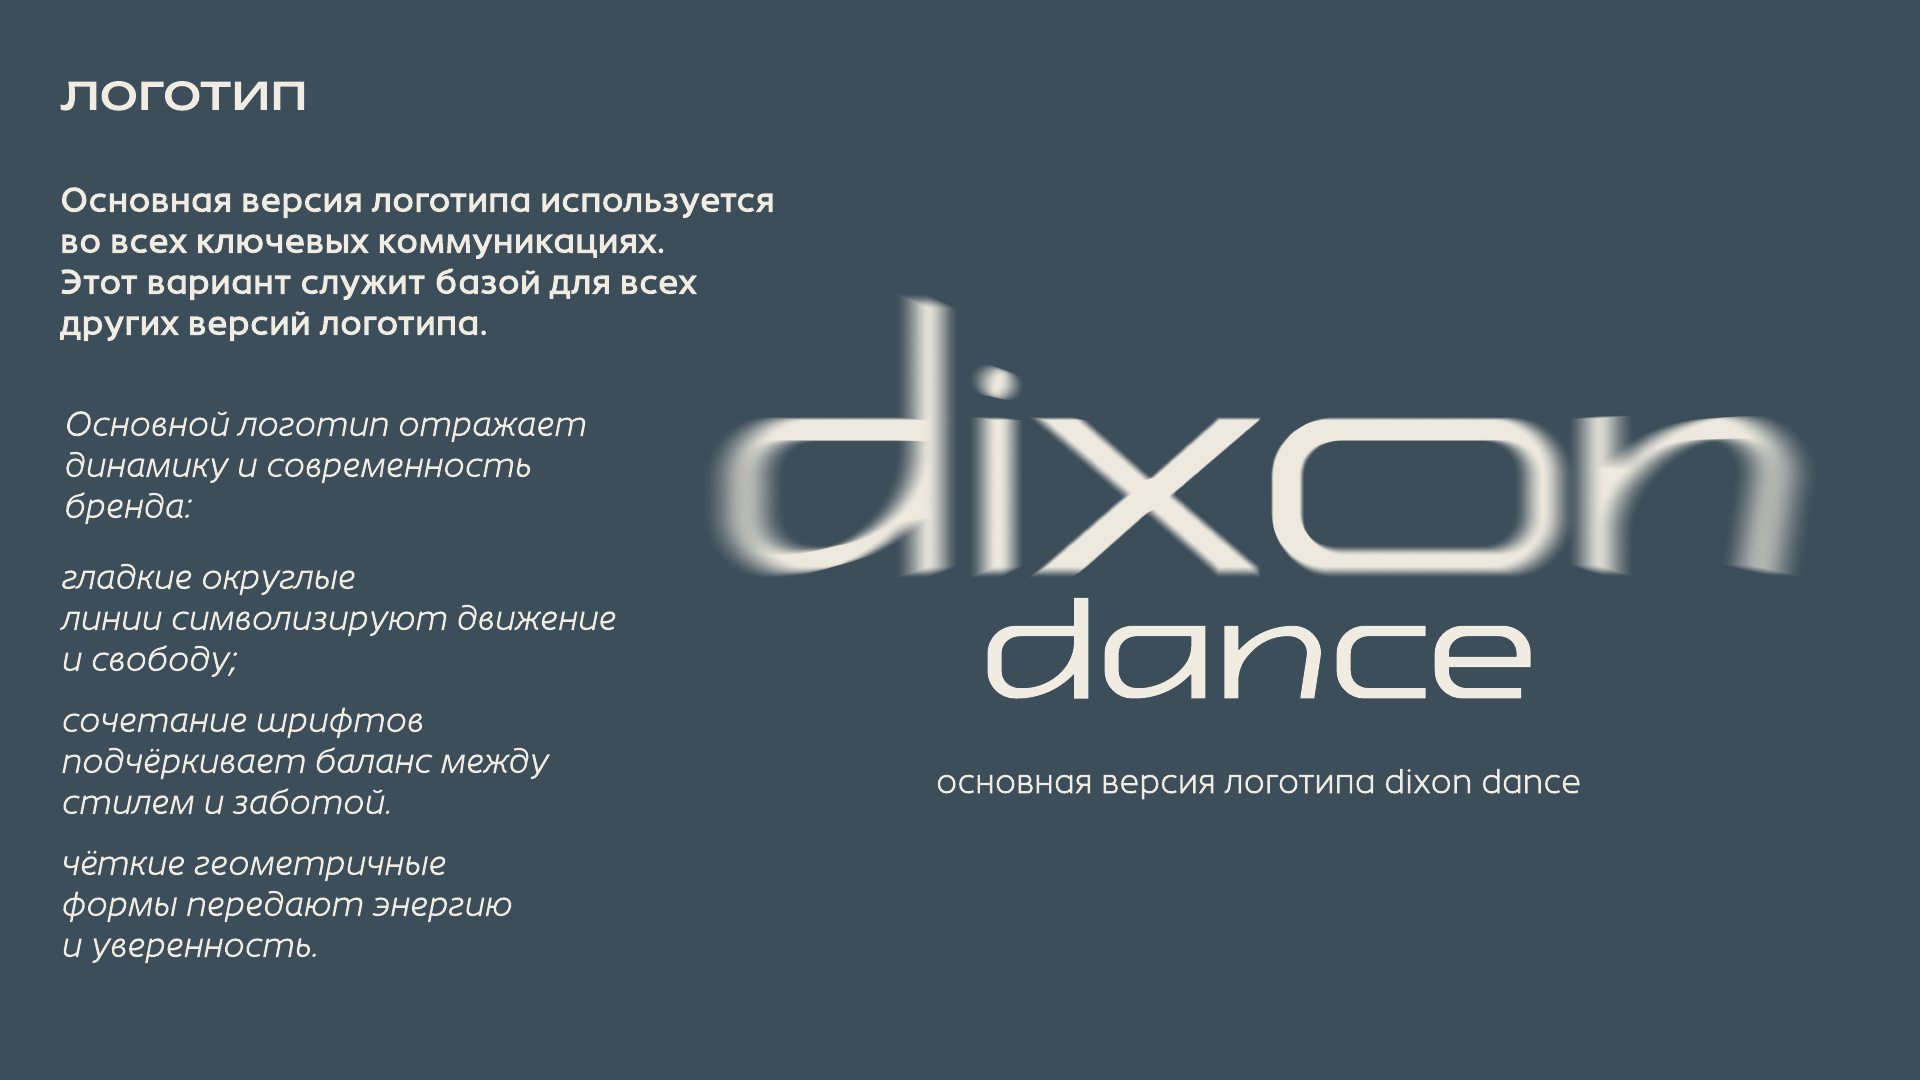 ЛОГОТИП
Основная версия логотипа используется
во всех ключевых коммуникациях.
Этот вариант служит базой для всех
других версий логотипа.
Основной логотип отражает
динамику и современность
бренда:
гладкие округлые
линии символизируют движение
и свободу;
сочетание шрифтов
подчёркивает баланс между
стилем и заботой.
чёткие геометричные
формы передают энергию
и уверенность.
dixon
dance
основная версия логотипа dixon dance